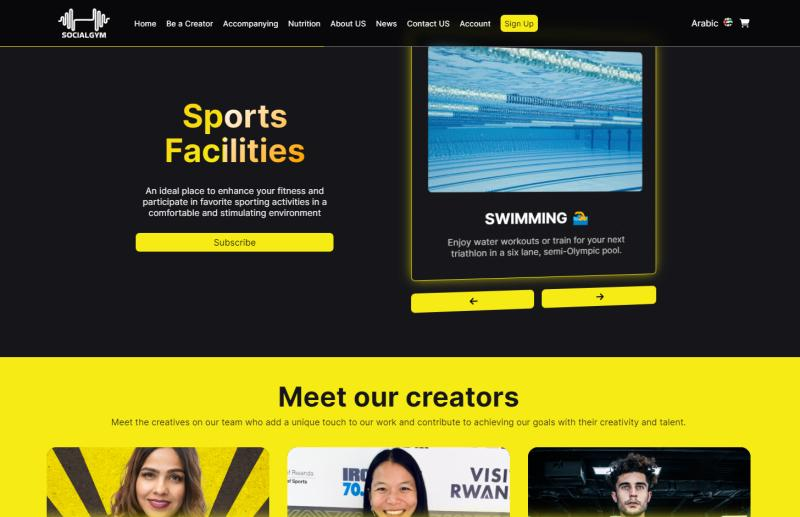 SOCIALGYM
Home Be a Creator Accompanying Nutrition About US News Contact US Account Sign Up Arabic
Sports
Facilities
An ideal place to enhance your fitness and
participate in favorite sporting activities in a
comfortable and stimulating environment
Subscribe
SWIMMING
Enjoy water workouts or train for your next
triathlon in a six lane, semi-Olympic pool.
← →
Meet our creators
Meet the creatives on our team who add a unique touch to our work and contribute to achieving our goals with their creativity and talent.
Rwanda
of Sports
IRO
70.
VISI
RWAN